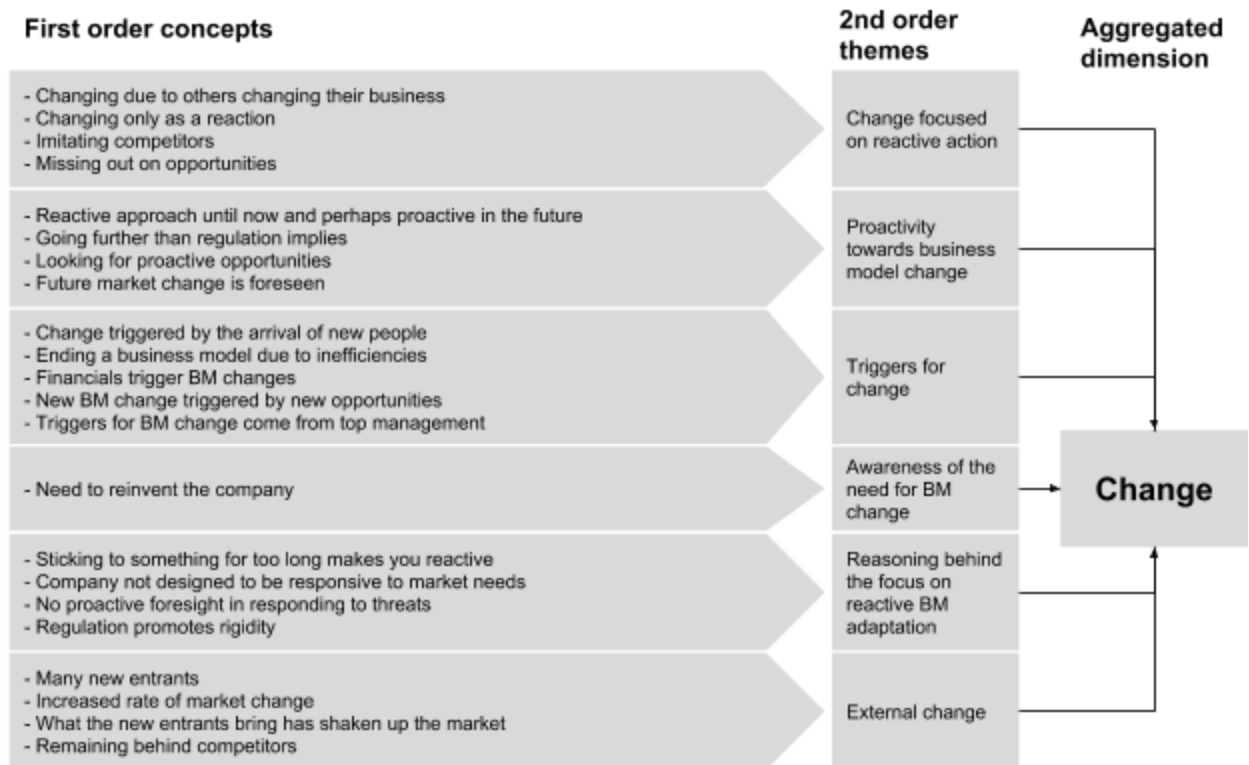 First order concepts
2nd order
themes
Aggregated
dimension
- Changing due to others changing their business
- Changing only as a reaction
- Imitating competitors
- Missing out on opportunities
Change focused
on reactive action
- Reactive approach until now and perhaps proactive in the future
- Going further than regulation implies
- Looking for proactive opportunities
- Future market change is foreseen
Proactivity
towards business
model change
- Change triggered by the arrival of new people
- Ending a business model due to inefficiencies
- Financials trigger BM changes
- New BM change triggered by new opportunities
- Triggers for BM change come from top management
Triggers for
change
- Need to reinvent the company
Awareness of the
need for BM
change
Change
- Sticking to something for too long makes you reactive
- Company not designed to be responsive to market needs
- No proactive foresight in responding to threats
- Regulation promotes rigidity
Reasoning behind
the focus on
reactive BM
adaptation
- Many new entrants
- Increased rate of market change
- What the new entrants bring has shaken up the market
- Remaining behind competitors
External change